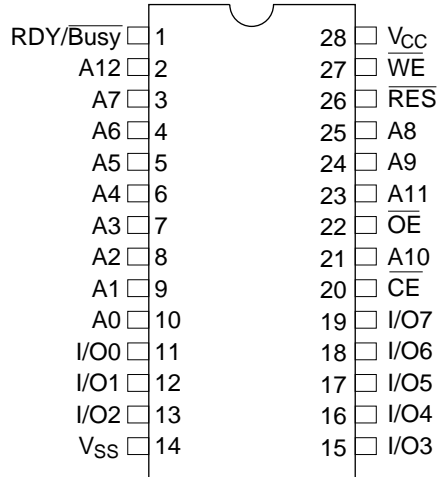 RDY/Busy 1 28 VCC
A12 2 27 WE
A7 3 26 RES
A6 4 25 A8
A5 5 24 A9
A4 6 23 A11
A3 7 22 OE
A2 8 21 A10
A1 9 20 CE
A0 10 19 I/O7
I/O0 11 18 I/O6
I/O1 12 17 I/O5
I/O2 13 16 I/O4
VSS 14 15 I/O3